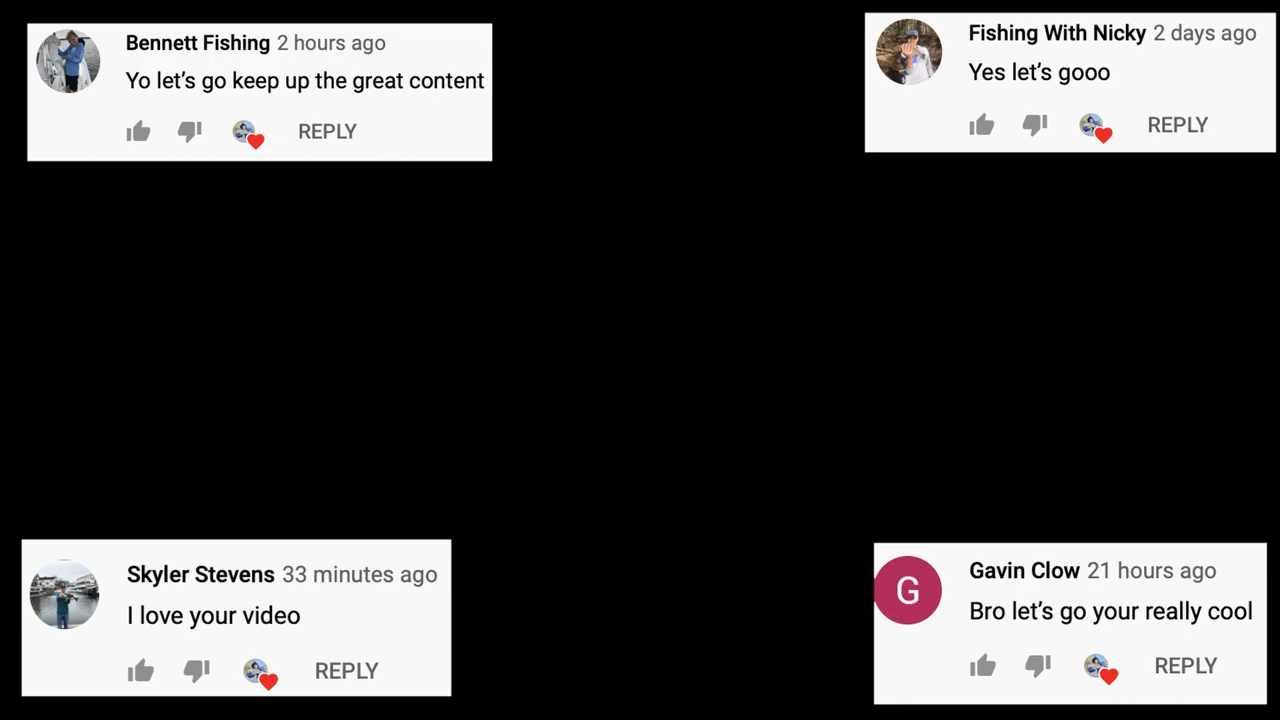 Bennett Fishing 2 hours ago
Yo let’s go keep up the great content
REPLY
Fishing With Nicky 2 days ago
Yes let’s gooo
REPLY
Skyler Stevens 33 minutes ago
I love your video
REPLY
G
Gavin Clow 21 hours ago
Bro let’s go your really cool
REPLY